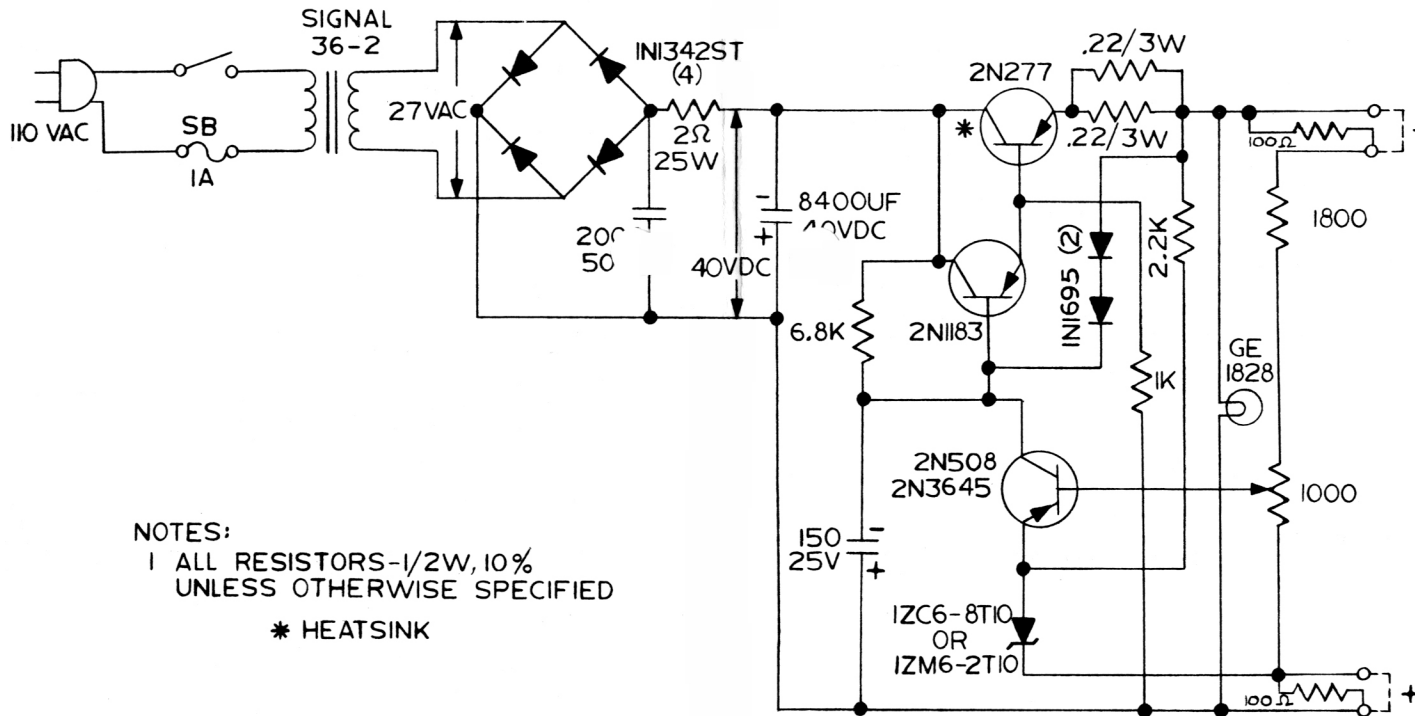 SIGNAL
36-2
110 VAC
SB
1A
27VAC
1N1342ST
(4)
2Ω
25W
50
40VDC
-
8400UF
40VDC
+
2N277
*
.22/3W
.22/3W
100Ω
-
1800
2.2K
1N1695 (2)
6.8K
2N1183
1K
GE
1828
2N508
2N3645
1000
150
25V
-
+
1ZC6-8T10
OR
1ZM6-2T10
100Ω
+
NOTES:
1 ALL RESISTORS-1/2W, 10%
UNLESS OTHERWISE SPECIFIED
* HEATSINK